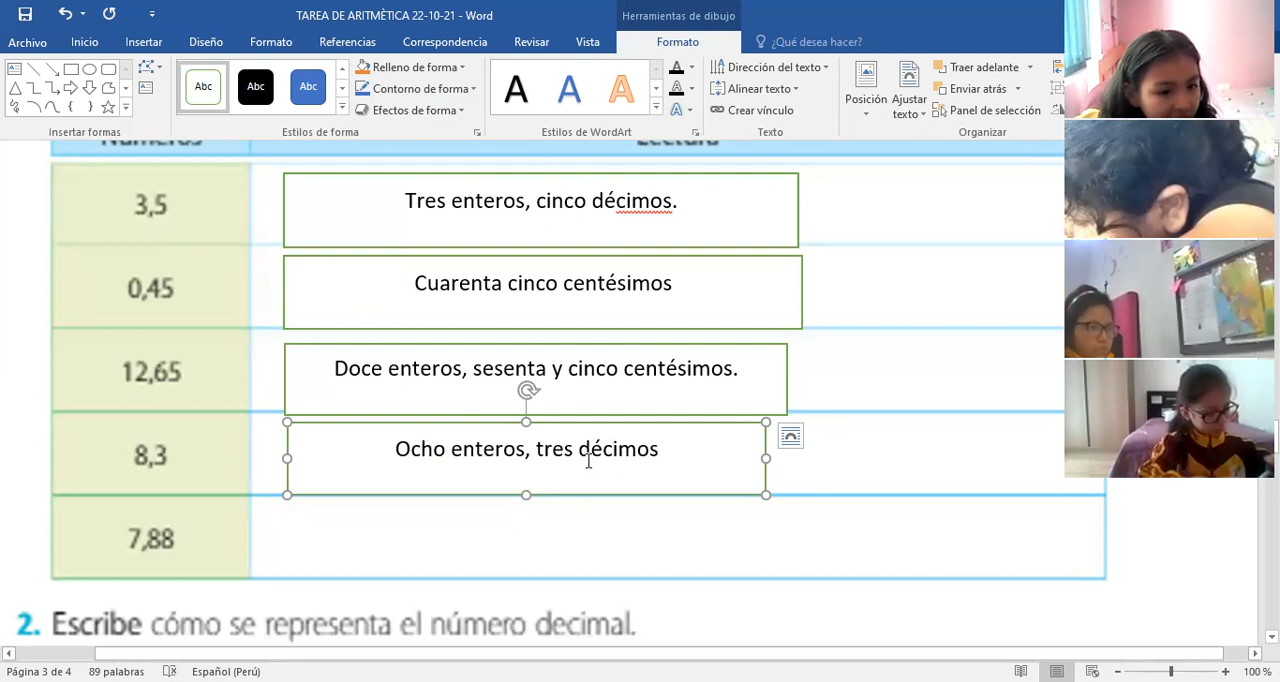 TAREA DE ARITMÈTICA 22-10-21 - Word
Herramientas de dibujo
Archivo Inicio Insertar Diseño Formato Referencias Correspondencia Revisar Vista Formato ¿Qué desea hacer?
Abc Abc Abc
Relleno de forma
Contorno de forma
Efectos de forma
A A A
Dirección del texto
Alinear texto
Crear vínculo
Posición
Ajustar texto
Traer adelante
Enviar atrás
Panel de selección
Insertar formas Estilos de forma Estilos de WordArt Texto Organizar
Números Lectura
3,5 Tres enteros, cinco décimos.
0,45 Cuarenta cinco centésimos
12,65 Doce enteros, sesenta y cinco centésimos.
8,3 Ocho enteros, tres décimos
7,88
2. Escribe cómo se representa el número decimal.
Página 3 de 4 89 palabras Español (Perú) 100 %